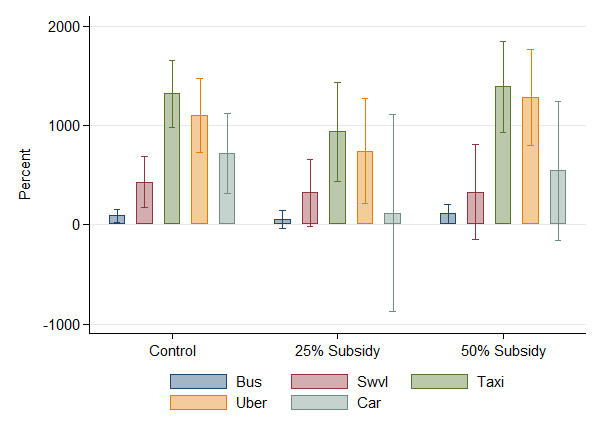 2000
1000
0
-1000
Percent
Control 25% Subsidy 50% Subsidy
Bus Swvl Taxi
Uber Car